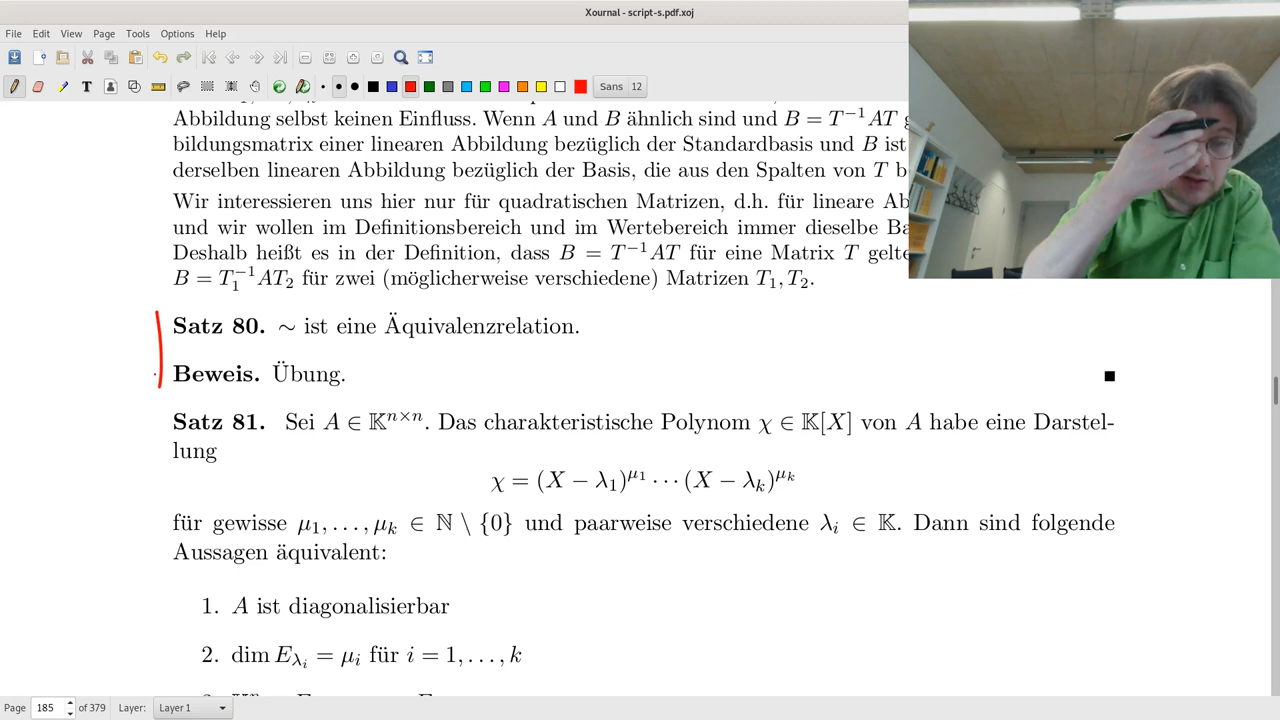 Xournal - script-s.pdf.xoj
File Edit View Page Tools Options Help
T Sans 12
Abbildung selbst keinen Einfluss. Wenn A und B ähnlich sind und B = T⁻¹AT
bildungsmatrix einer linearen Abbildung bezüglich der Standardbasis und B ist
derselben linearen Abbildung bezüglich der Basis, die aus den Spalten von T b
Wir interessieren uns hier nur für quadratischen Matrizen, d.h. für lineare Ab
und wir wollen im Definitionsbereich und im Wertebereich immer dieselbe Ba
Deshalb heißt es in der Definition, dass B = T⁻¹AT für eine Matrix T gelte
B = T₁⁻¹AT₂ für zwei (möglicherweise verschiedene) Matrizen T₁, T₂.
Satz 80. ∼ ist eine Äquivalenzrelation.
Beweis. Übung. ■
Satz 81. Sei A ∈ 𝕂ⁿˣⁿ. Das charakteristische Polynom χ ∈ 𝕂[X] von A habe eine Darstel-
lung
χ = (X − λ₁)^μ₁ ⋯ (X − λₖ)^μₖ
für gewisse μ₁, . . . , μₖ ∈ ℕ \ {0} und paarweise verschiedene λᵢ ∈ 𝕂. Dann sind folgende
Aussagen äquivalent:
1. A ist diagonalisierbar
2. dim E_λᵢ = μᵢ für i = 1, . . . , k
Page 185 of 379 Layer: Layer 1